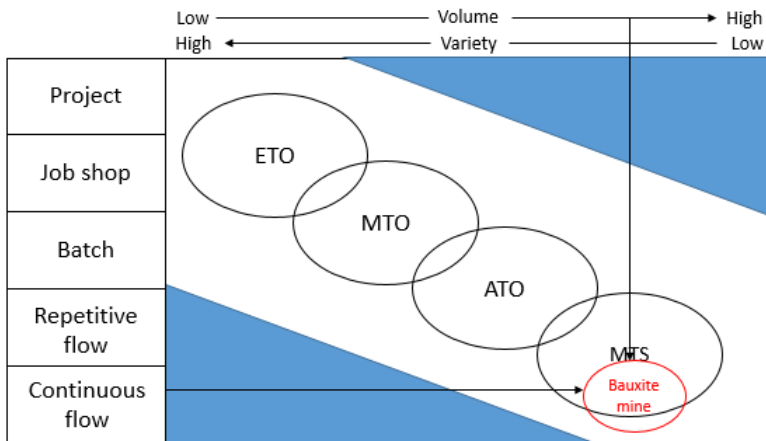 Low Volume High
High Variety Low
Project
ETO
Job shop
MTO
Batch
ATO
Repetitive
flow
MTS
Continuous
flow
Bauxite
mine